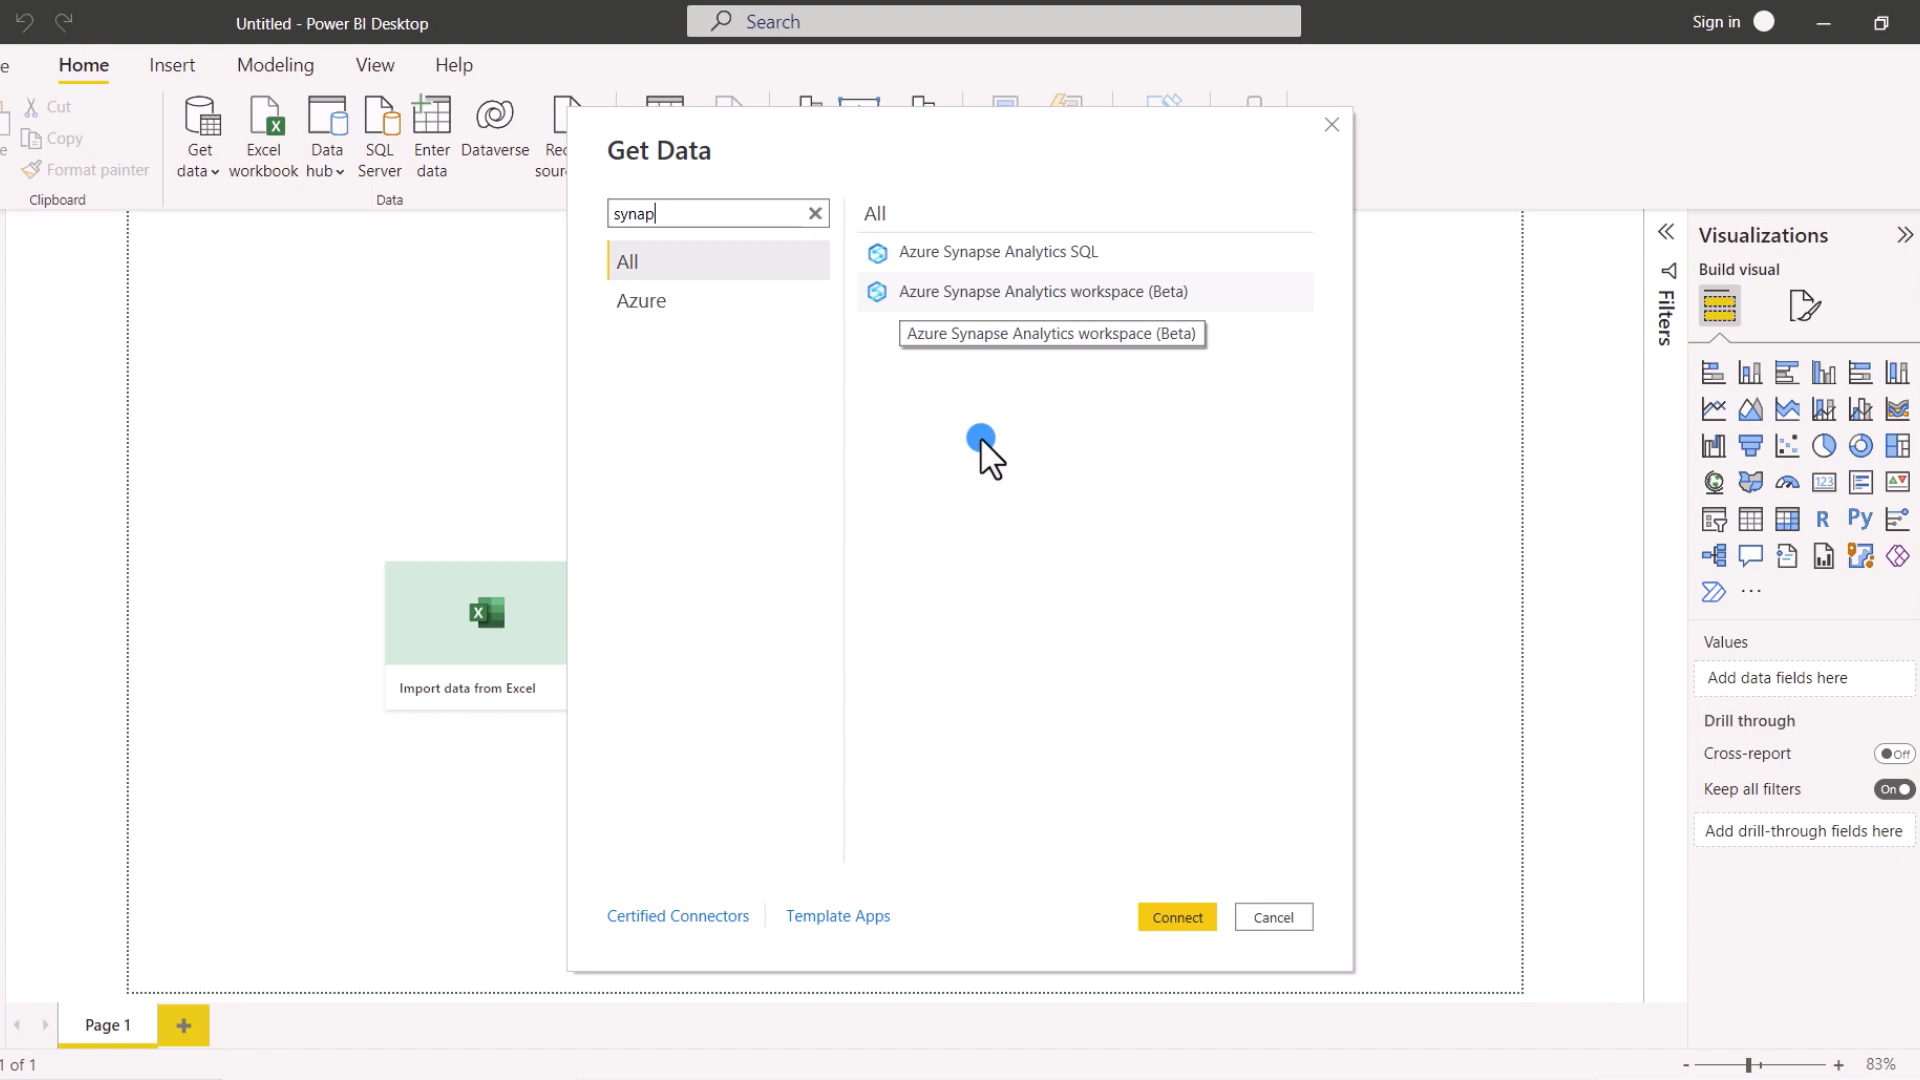 Untitled - Power BI Desktop
Search
Sign in
Home
Insert
Modeling
View
Help
Cut
Copy
Format painter
Clipboard
Get data
Excel workbook
Data hub
SQL Server
Enter data
Dataverse
Data
Get Data
synap
All
Azure
All
Azure Synapse Analytics SQL
Azure Synapse Analytics workspace (Beta)
Azure Synapse Analytics workspace (Beta)
Certified Connectors
Template Apps
Connect
Cancel
Import data from Excel
Filters
Visualizations
Build visual
123
R
Py
Values
Add data fields here
Drill through
Cross-report
Off
Keep all filters
On
Add drill-through fields here
Page 1
1 of 1
83%